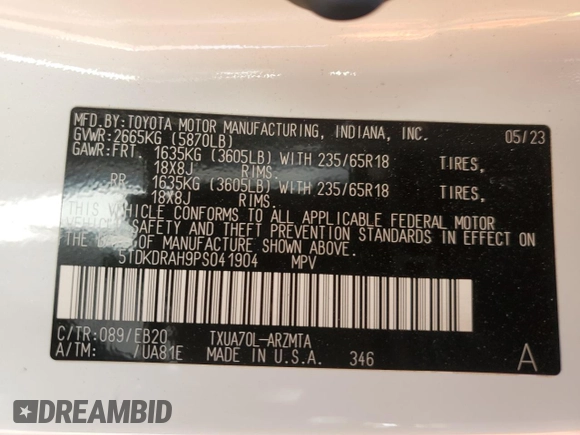 MFD.BY:TOYOTA MOTOR MANUFACTURING, INDIANA, INC. 05/23
GVWR:2665KG (5870LB)
GAWR:FRT. 1635KG (3605LB) WITH 235/65R18 TIRES,
18X8J RIMS.
RR. 1635KG (3605LB) WITH 235/65R18 TIRES,
18X8J RIMS.
THIS VEHICLE CONFORMS TO ALL APPLICABLE FEDERAL MOTOR
VEHICLE SAFETY AND THEFT PREVENTION STANDARDS IN EFFECT ON
THE DATE OF MANUFACTURE SHOWN ABOVE.
5TDKDRAH9PS041904 MPV
C/TR:089/EB20 TXUA70L-ARZMTA
A/TM: /UA81E MADE IN U.S.A. 346 A
DREAMBID